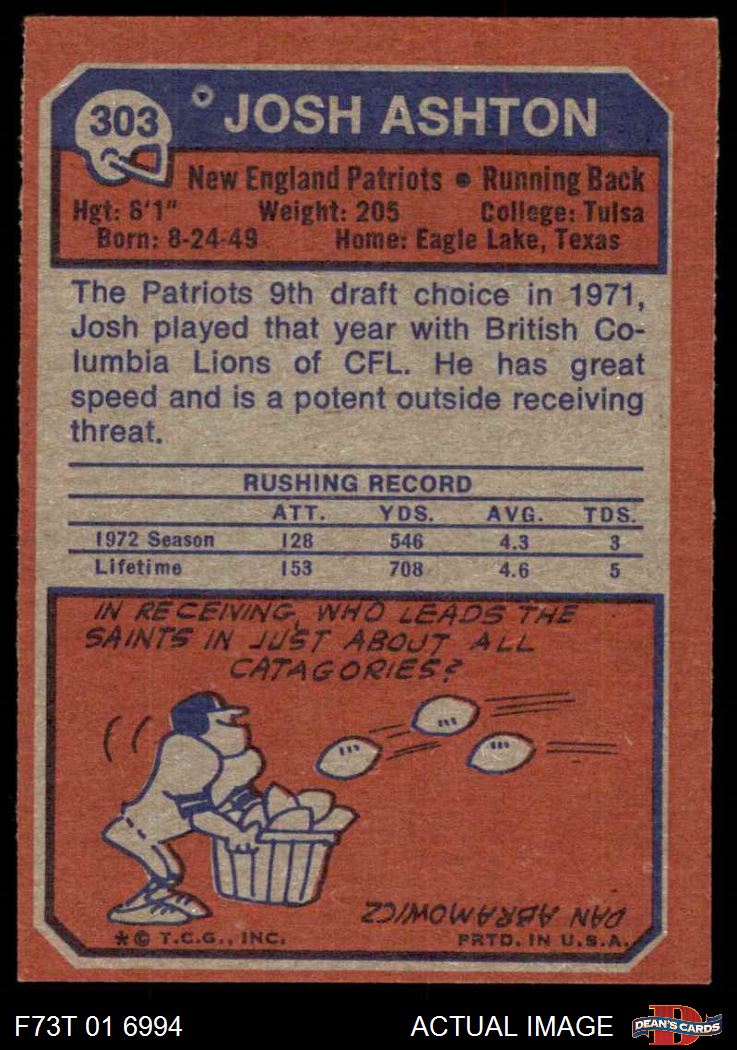 303
JOSH ASHTON
New England Patriots • Running Back
Hgt: 6'1" Weight: 205 College: Tulsa
Born: 8-24-49 Home: Eagle Lake, Texas
The Patriots 9th draft choice in 1971,
Josh played that year with British Co-
lumbia Lions of CFL. He has great
speed and is a potent outside receiving
threat.
RUSHING RECORD
ATT. YDS. AVG. TDS.
1972 Season 128 546 4.3 3
Lifetime 153 708 4.6 5
IN RECEIVING, WHO LEADS THE
SAINTS IN JUST ABOUT ALL
CATAGORIES?
DAN ABRAMOWICZ
*© T.C.G., INC. PRTD. IN U.S.A.
F73T 01 6994 ACTUAL IMAGE DEAN'S CARDS